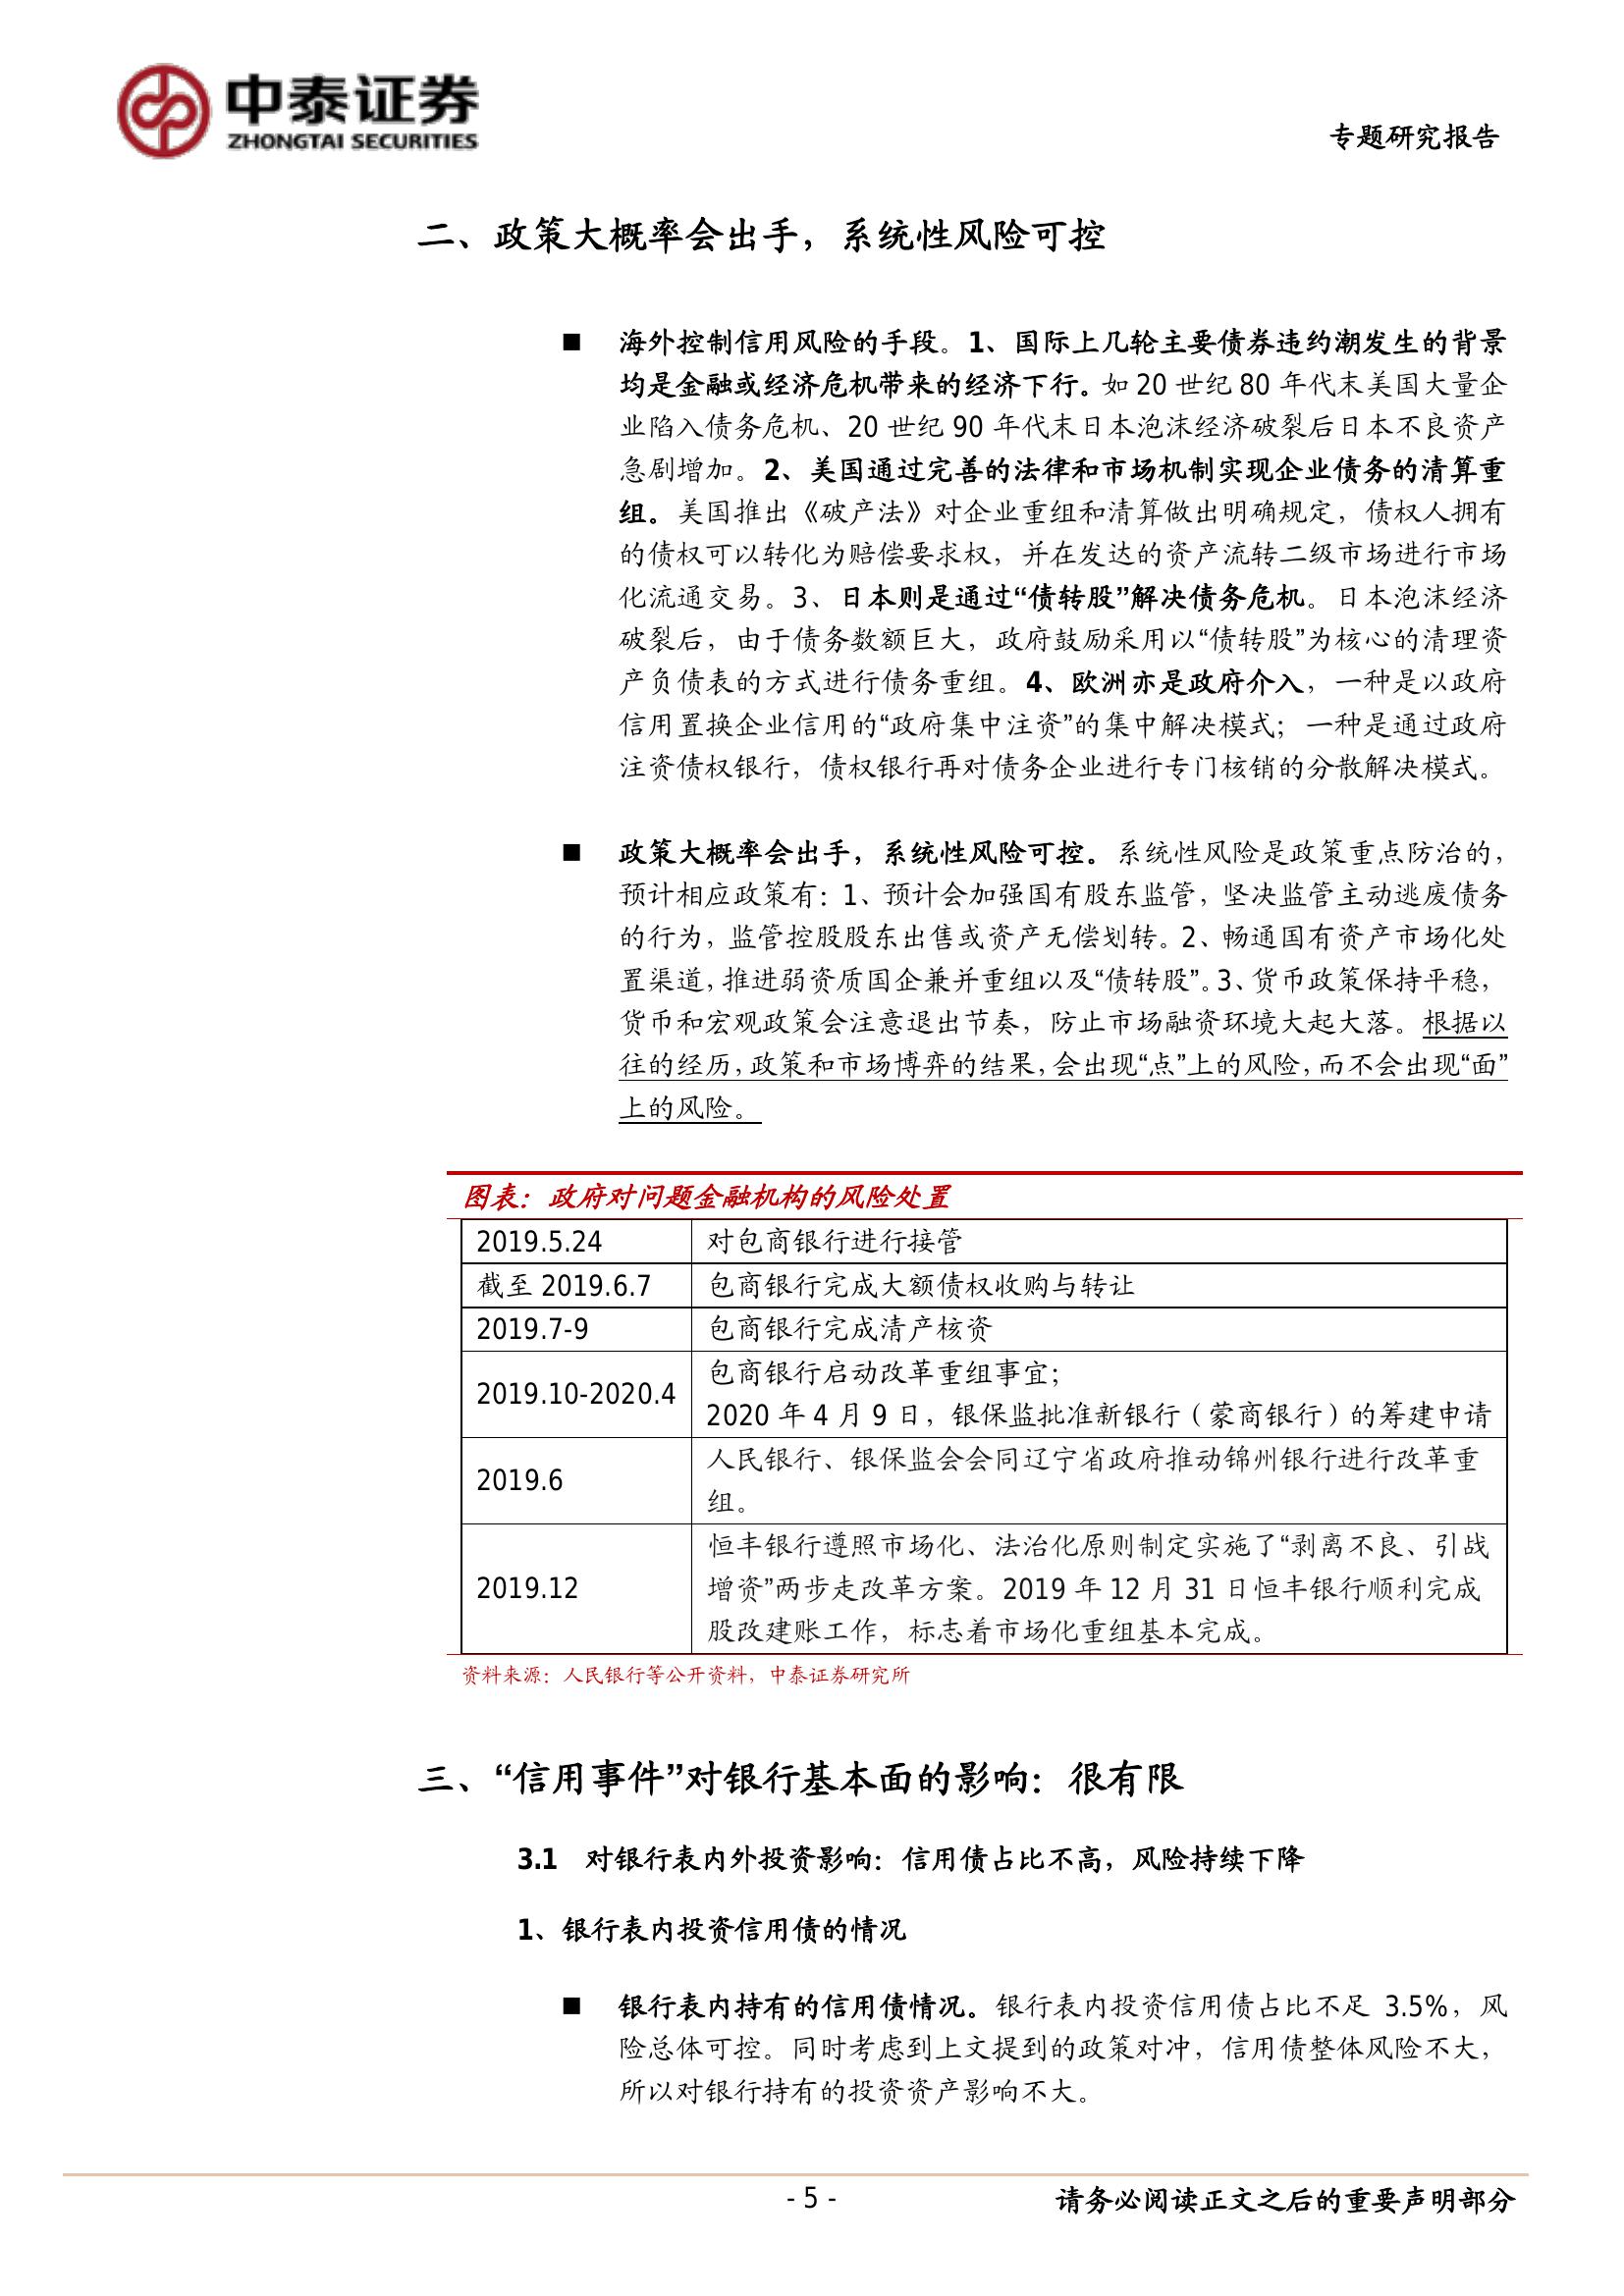 中泰证券
ZHONGTAI SECURITIES
专题研究报告
二、政策大概率会出手，系统性风险可控
■ 海外控制信用风险的手段。1、国际上几轮主要债券违约潮发生的背景
均是金融或经济危机带来的经济下行。如 20 世纪 80 年代末美国大量企
业陷入债务危机、20 世纪 90 年代末日本泡沫经济破裂后日本不良资产
急剧增加。2、美国通过完善的法律和市场机制实现企业债务的清算重
组。美国推出《破产法》对企业重组和清算做出明确规定，债权人拥有
的债权可以转化为赔偿要求权，并在发达的资产流转二级市场进行市场
化流通交易。3、日本则是通过“债转股”解决债务危机。日本泡沫经济
破裂后，由于债务数额巨大，政府鼓励采用以“债转股”为核心的清理资
产负债表的方式进行债务重组。4、欧洲亦是政府介入，一种是以政府
信用置换企业信用的“政府集中注资”的集中解决模式；一种是通过政府
注资债权银行，债权银行再对债务企业进行专门核销的分散解决模式。
■ 政策大概率会出手，系统性风险可控。系统性风险是政策重点防治的，
预计相应政策有：1、预计会加强国有股东监管，坚决监管主动逃废债务
的行为，监管控股股东出售或资产无偿划转。2、畅通国有资产市场化处
置渠道，推进弱资质国企兼并重组以及“债转股”。3、货币政策保持平稳，
货币和宏观政策会注意退出节奏，防止市场融资环境大起大落。根据以
往的经历，政策和市场博弈的结果，会出现“点”上的风险，而不会出现“面”
上的风险。
图表：政府对问题金融机构的风险处置
2019.5.24 对包商银行进行接管
截至 2019.6.7 包商银行完成大额债权收购与转让
2019.7-9 包商银行完成清产核资
2019.10-2020.4 包商银行启动改革重组事宜；
2020 年 4 月 9 日，银保监批准新银行（蒙商银行）的筹建申请
2019.6 人民银行、银保监会会同辽宁省政府推动锦州银行进行改革重
组。
2019.12 恒丰银行遵照市场化、法治化原则制定实施了“剥离不良、引战
增资”两步走改革方案。2019 年 12 月 31 日恒丰银行顺利完成
股改建账工作，标志着市场化重组基本完成。
资料来源：人民银行等公开资料，中泰证券研究所
三、“信用事件”对银行基本面的影响：很有限
3.1 对银行表内外投资影响：信用债占比不高，风险持续下降
1、银行表内投资信用债的情况
■ 银行表内持有的信用债情况。银行表内投资信用债占比不足 3.5%，风
险总体可控。同时考虑到上文提到的政策对冲，信用债整体风险不大，
所以对银行持有的投资资产影响不大。
- 5 -
请务必阅读正文之后的重要声明部分